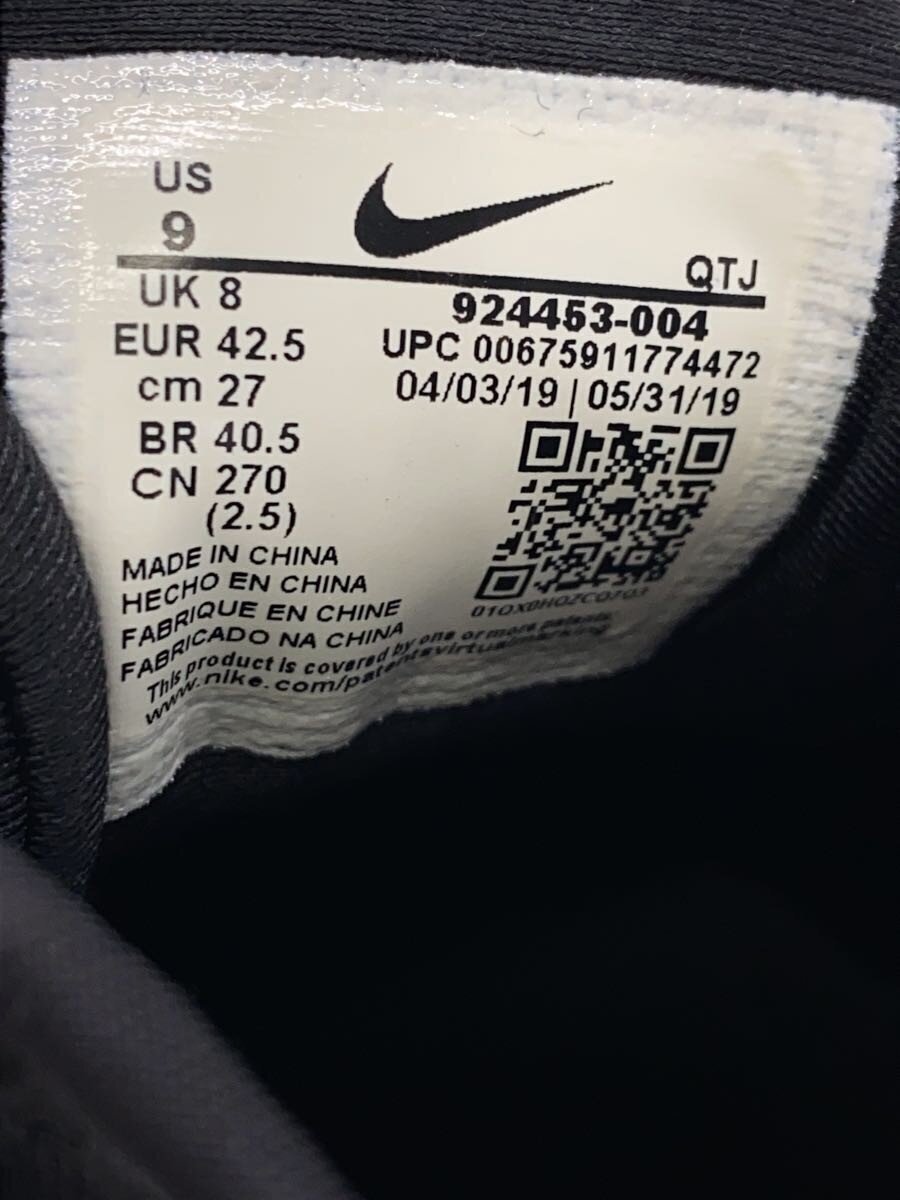 US
9
QTJ
UK 8
924453-004
EUR 42.5
UPC 00675911774472
cm 27
04/03/19 | 05/31/19
BR 40.5
CN 270
(2.5)
MADE IN CHINA
HECHO EN CHINA
FABRIQUE EN CHINE
FABRICADO NA CHINA
This product is covered by one or more patents
www.nike.com/patentsvirtualmarking